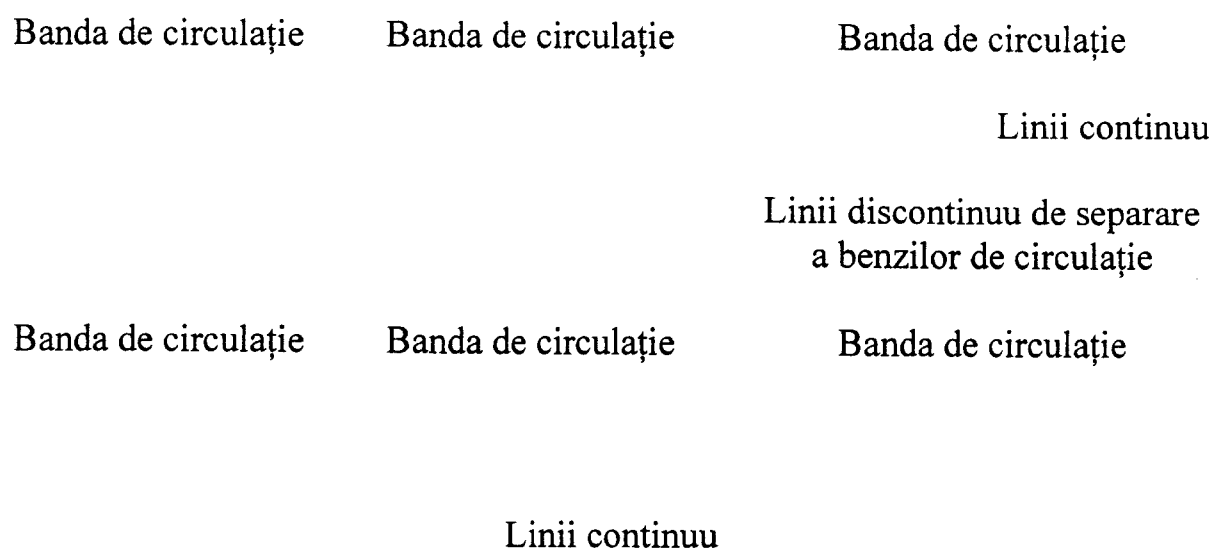 Banda de circulație Banda de circulație Banda de circulație
Linii continuu
Linii discontinuu de separare
a benzilor de circulație
Banda de circulație Banda de circulație Banda de circulație
Linii continuu